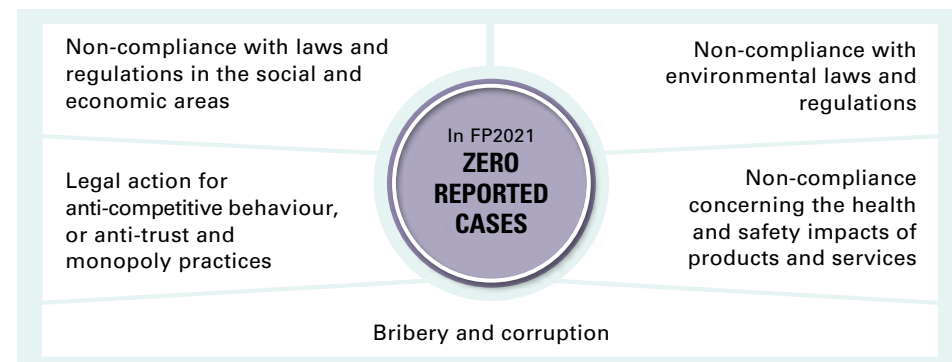 Non-compliance with laws and
regulations in the social and
economic areas
Non-compliance with
environmental laws and
regulations
In FP2021
ZERO
REPORTED
CASES
Legal action for
anti-competitive behaviour,
or anti-trust and
monopoly practices
Non-compliance
concerning the health
and safety impacts of
products and services
Bribery and corruption